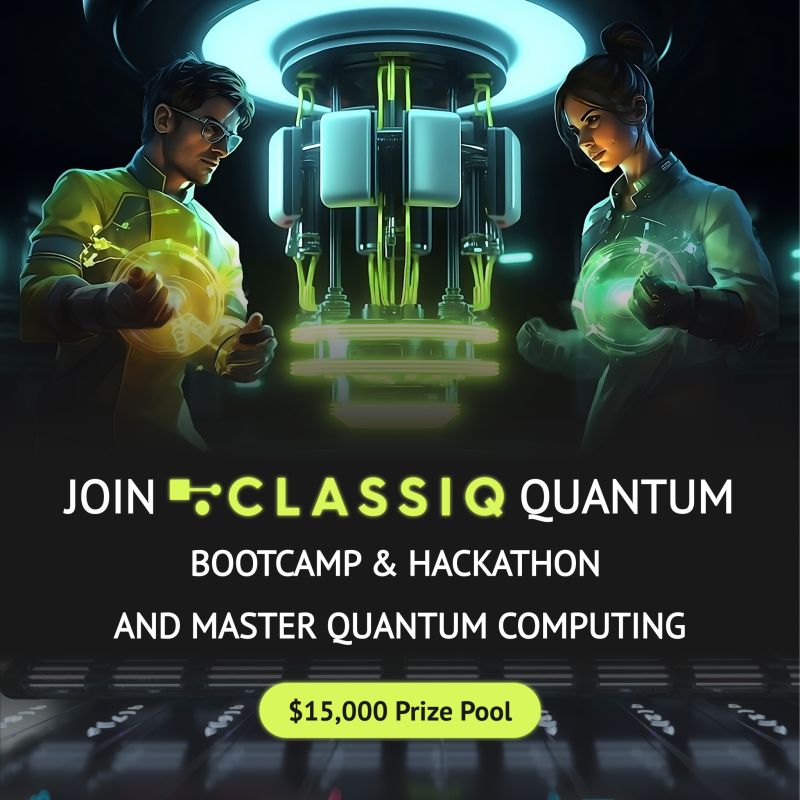 JOIN CLASSIQ QUANTUM
BOOTCAMP & HACKATHON
AND MASTER QUANTUM COMPUTING
$15,000 Prize Pool